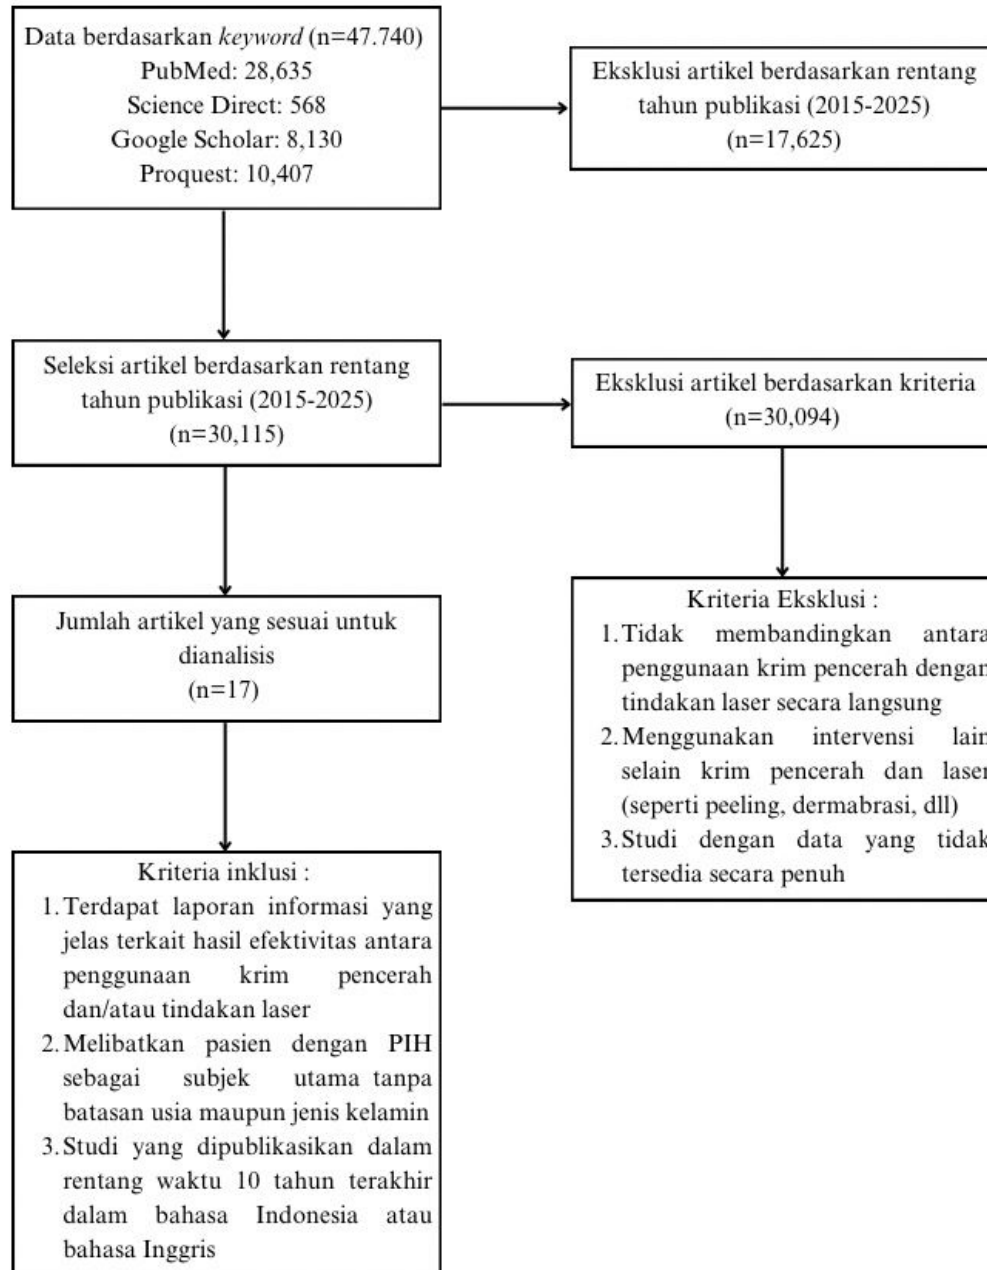 Data berdasarkan keyword (n=47.740)
PubMed: 28,635
Science Direct: 568
Google Scholar: 8,130
Proquest: 10,407
Eksklusi artikel berdasarkan rentang
tahun publikasi (2015-2025)
(n=17,625)
Seleksi artikel berdasarkan rentang
tahun publikasi (2015-2025)
(n=30,115)
Eksklusi artikel berdasarkan kriteria
(n=30,094)
Jumlah artikel yang sesuai untuk
dianalisis
(n=17)
Kriteria Eksklusi :
1. Tidak membandingkan antara
penggunaan krim pencerah dengan
tindakan laser secara langsung
2. Menggunakan intervensi lain
selain krim pencerah dan laser
(seperti peeling, dermabrasi, dll)
3. Studi dengan data yang tidak
tersedia secara penuh
Kriteria inklusi :
1. Terdapat laporan informasi yang
jelas terkait hasil efektivitas antara
penggunaan krim pencerah
dan/atau tindakan laser
2. Melibatkan pasien dengan PIH
sebagai subjek utama tanpa
batasan usia maupun jenis kelamin
3. Studi yang dipublikasikan dalam
rentang waktu 10 tahun terakhir
dalam bahasa Indonesia atau
bahasa Inggris